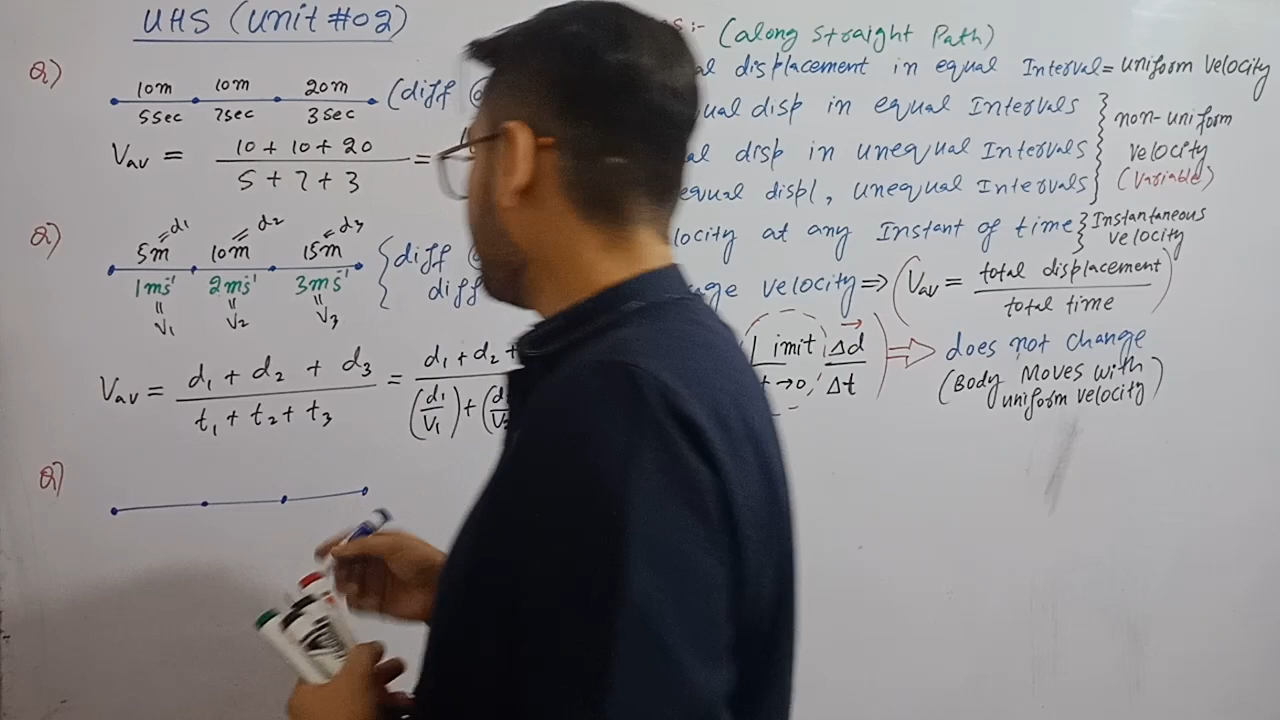 UHS (Unit #02)
s:- (along straight Path)
al displacement in equal Interval = uniform velocity
Q)
10m 10m 20m (diff
5sec 7sec 3sec
Vav = 10 + 10 + 20 / 5 + 7 + 3 =
ual disp in equal Intervals
al disp in unequal Intervals
equal displ, unequal Intervals
non-uniform
velocity
(variable)
Q)
=d1 =d2 =d3
5m 10m 15m
1ms⁻¹ 2ms⁻¹ 3ms⁻¹
V1 V2 V3
{diff
diff
locity at any Instant of time} Instantaneous
velocity
age velocity => (Vav = total displacement / total time)
Limit Δd / Δt
t→0
does not change
(Body Moves with
uniform velocity)
Vav = d1 + d2 + d3 / t1 + t2 + t3 = d1 + d2 + / (d1/V1) + (d
Q)